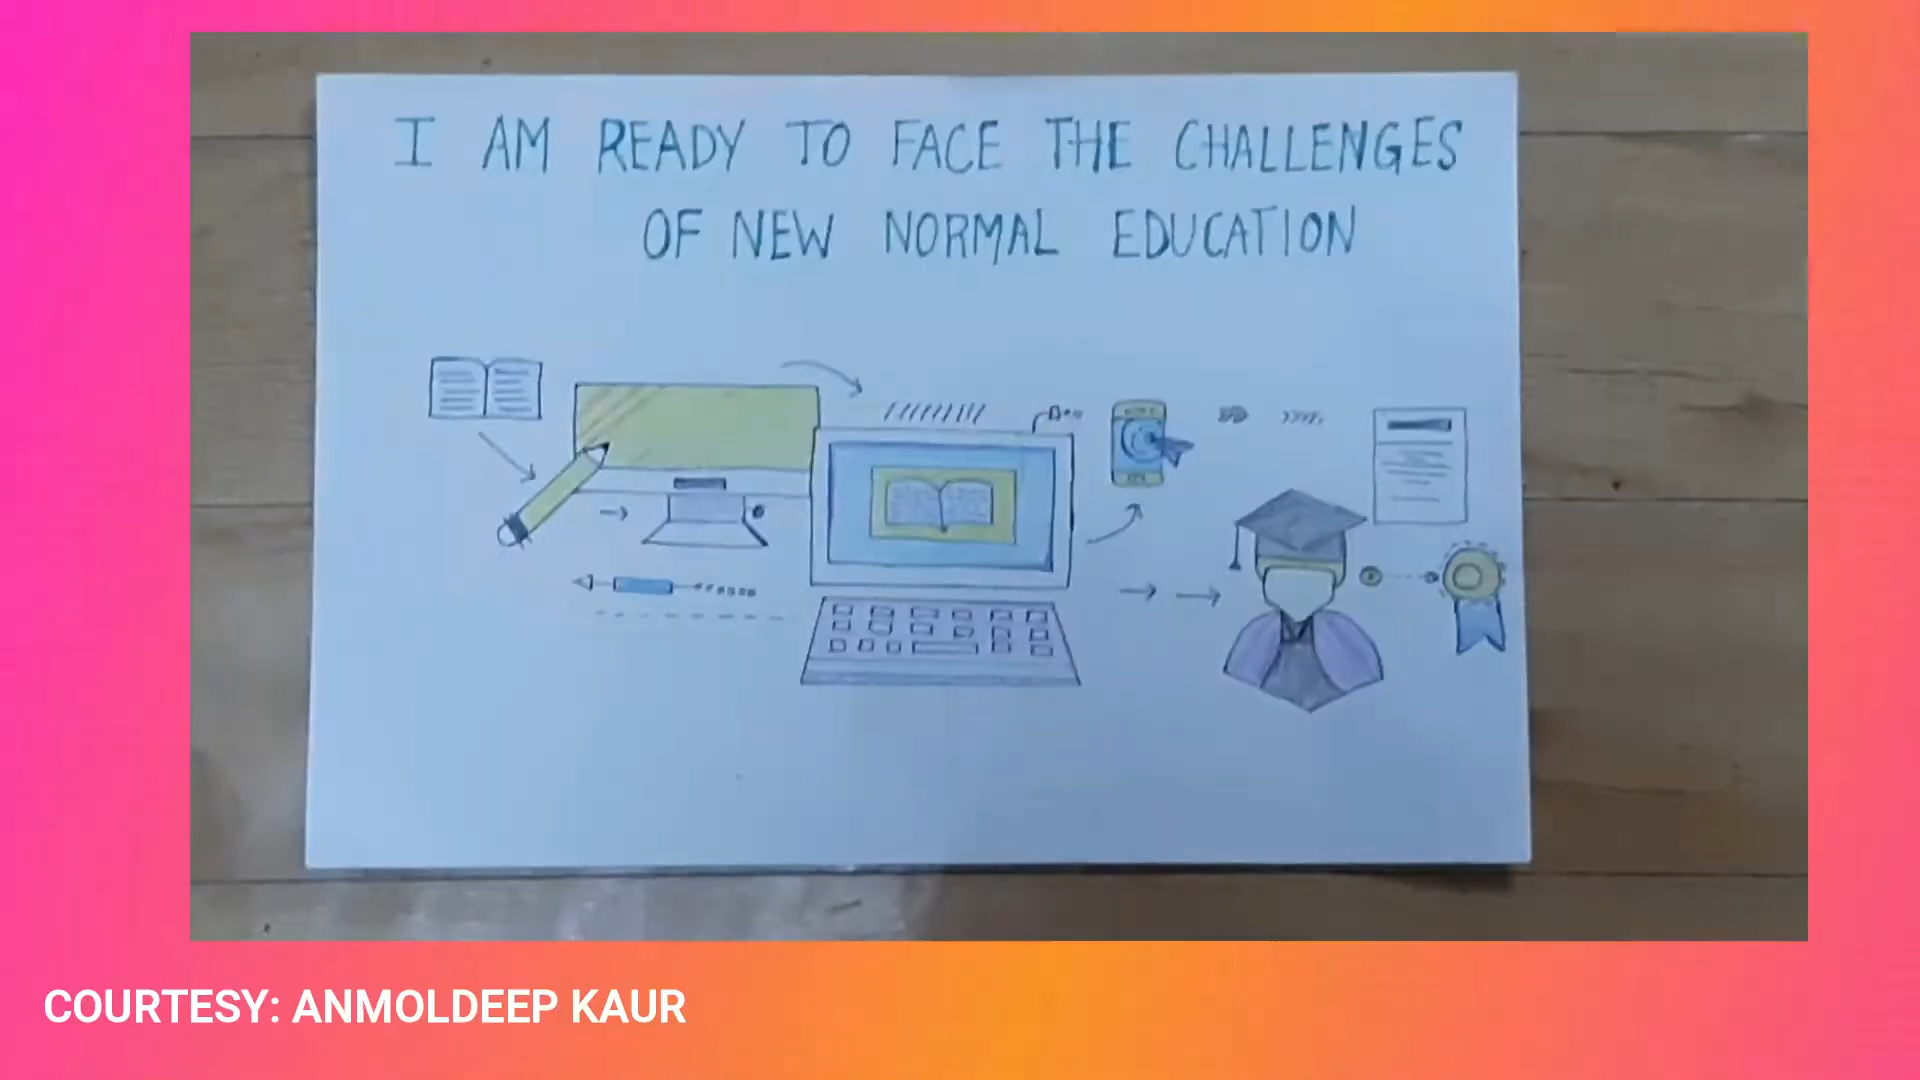 I AM READY TO FACE THE CHALLENGES
OF NEW NORMAL EDUCATION
COURTESY: ANMOLDEEP KAUR